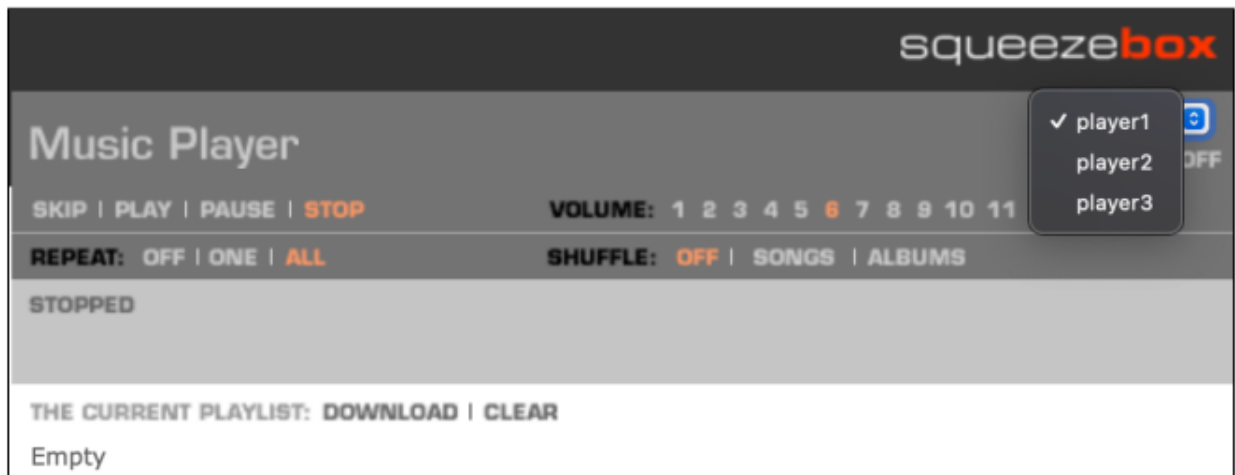 squeezebox
Music Player
✓ player1
player2
player3
OFF
SKIP | PLAY | PAUSE | STOP
VOLUME: 1 2 3 4 5 6 7 8 9 10 11
REPEAT: OFF | ONE | ALL
SHUFFLE: OFF | SONGS | ALBUMS
STOPPED
THE CURRENT PLAYLIST: DOWNLOAD | CLEAR
Empty